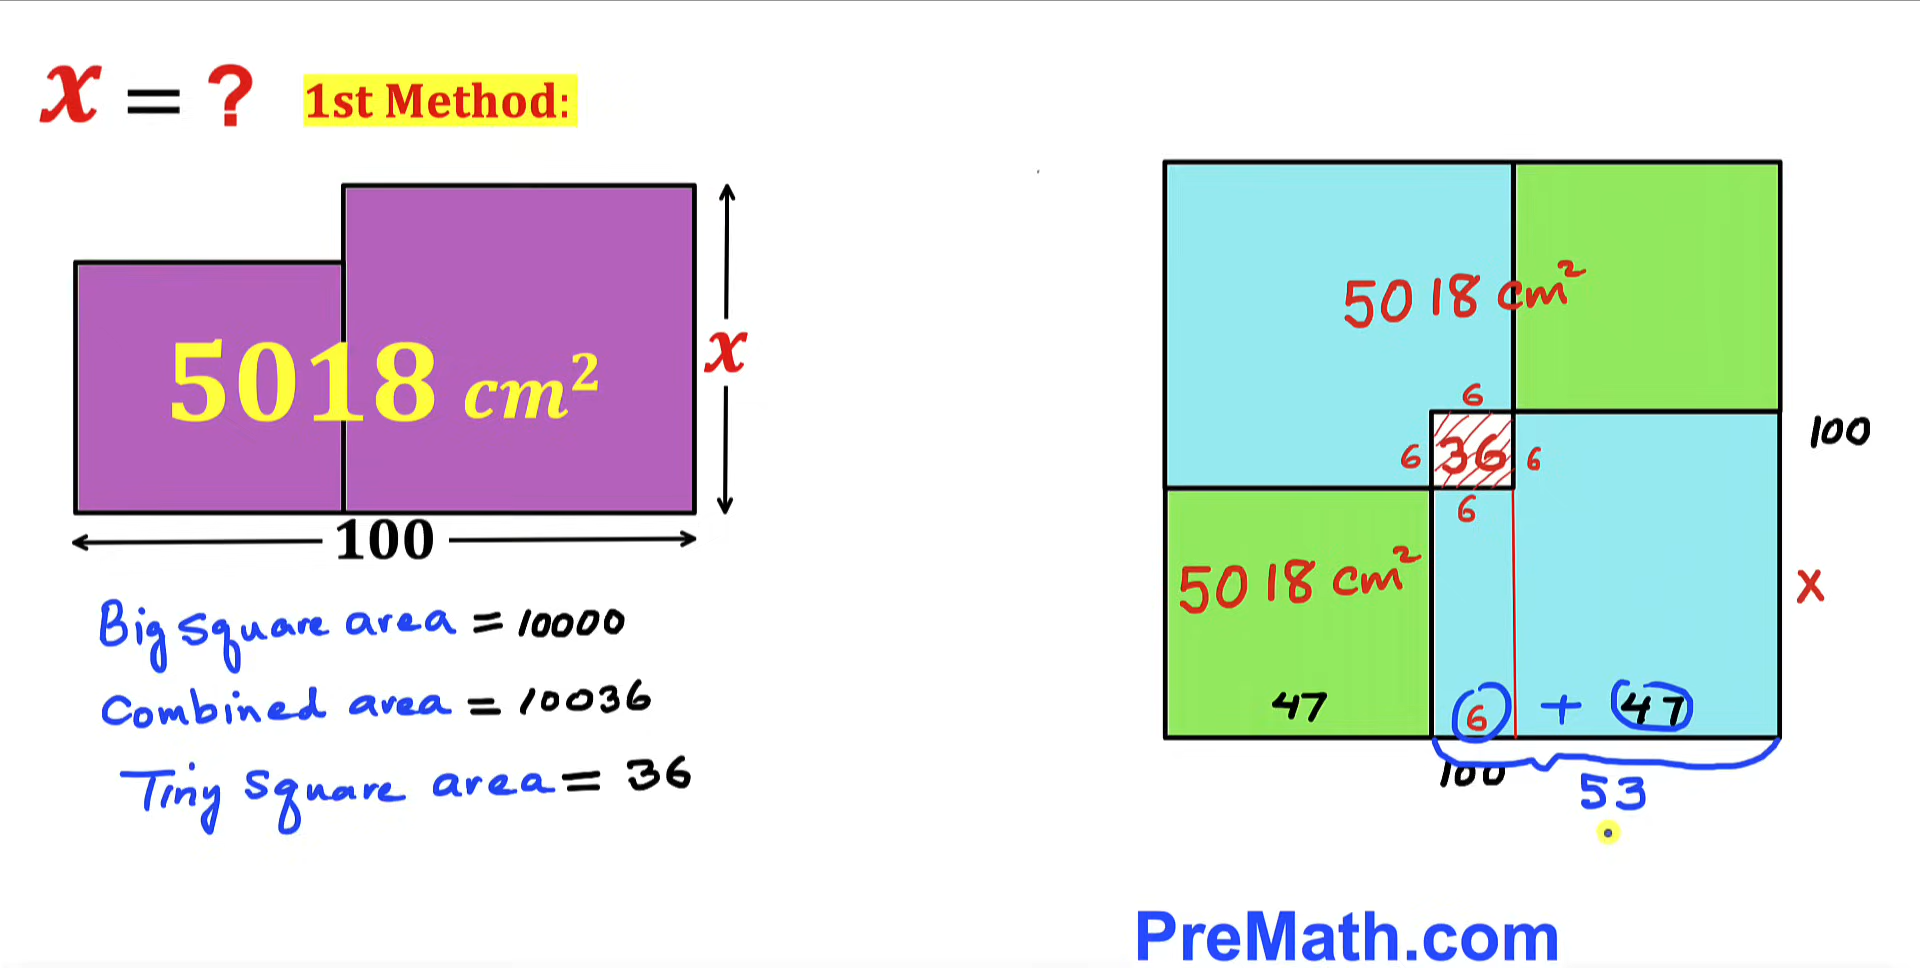 x = ? 1st Method:
5018 cm²
x
100
Big square area = 10000
Combined area = 10036
Tiny square area = 36
5018 cm²
6
6 36 6
6
100
5018 cm²
x
47 6 + 47
100
53
PreMath.com